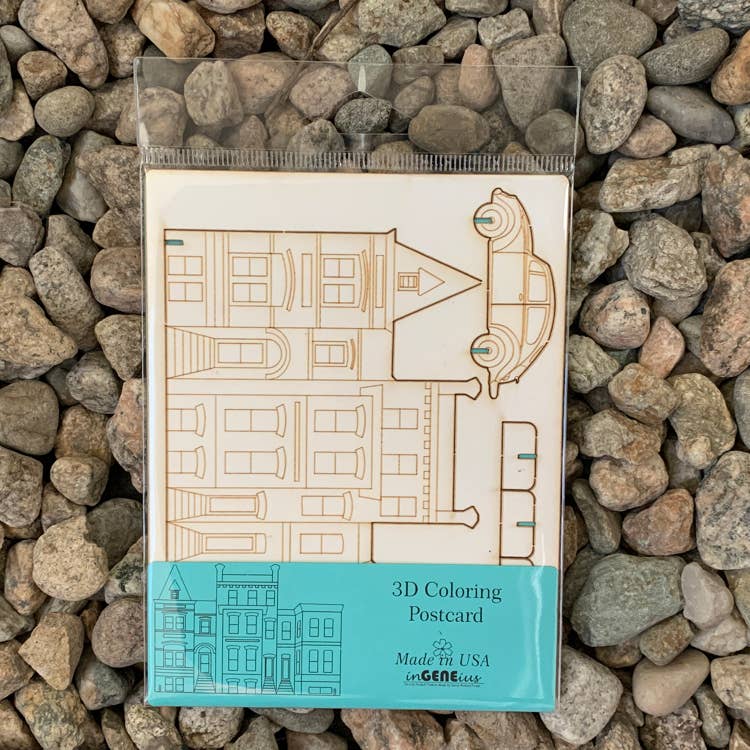 3D Coloring
Postcard
Made in USA
inGENEius